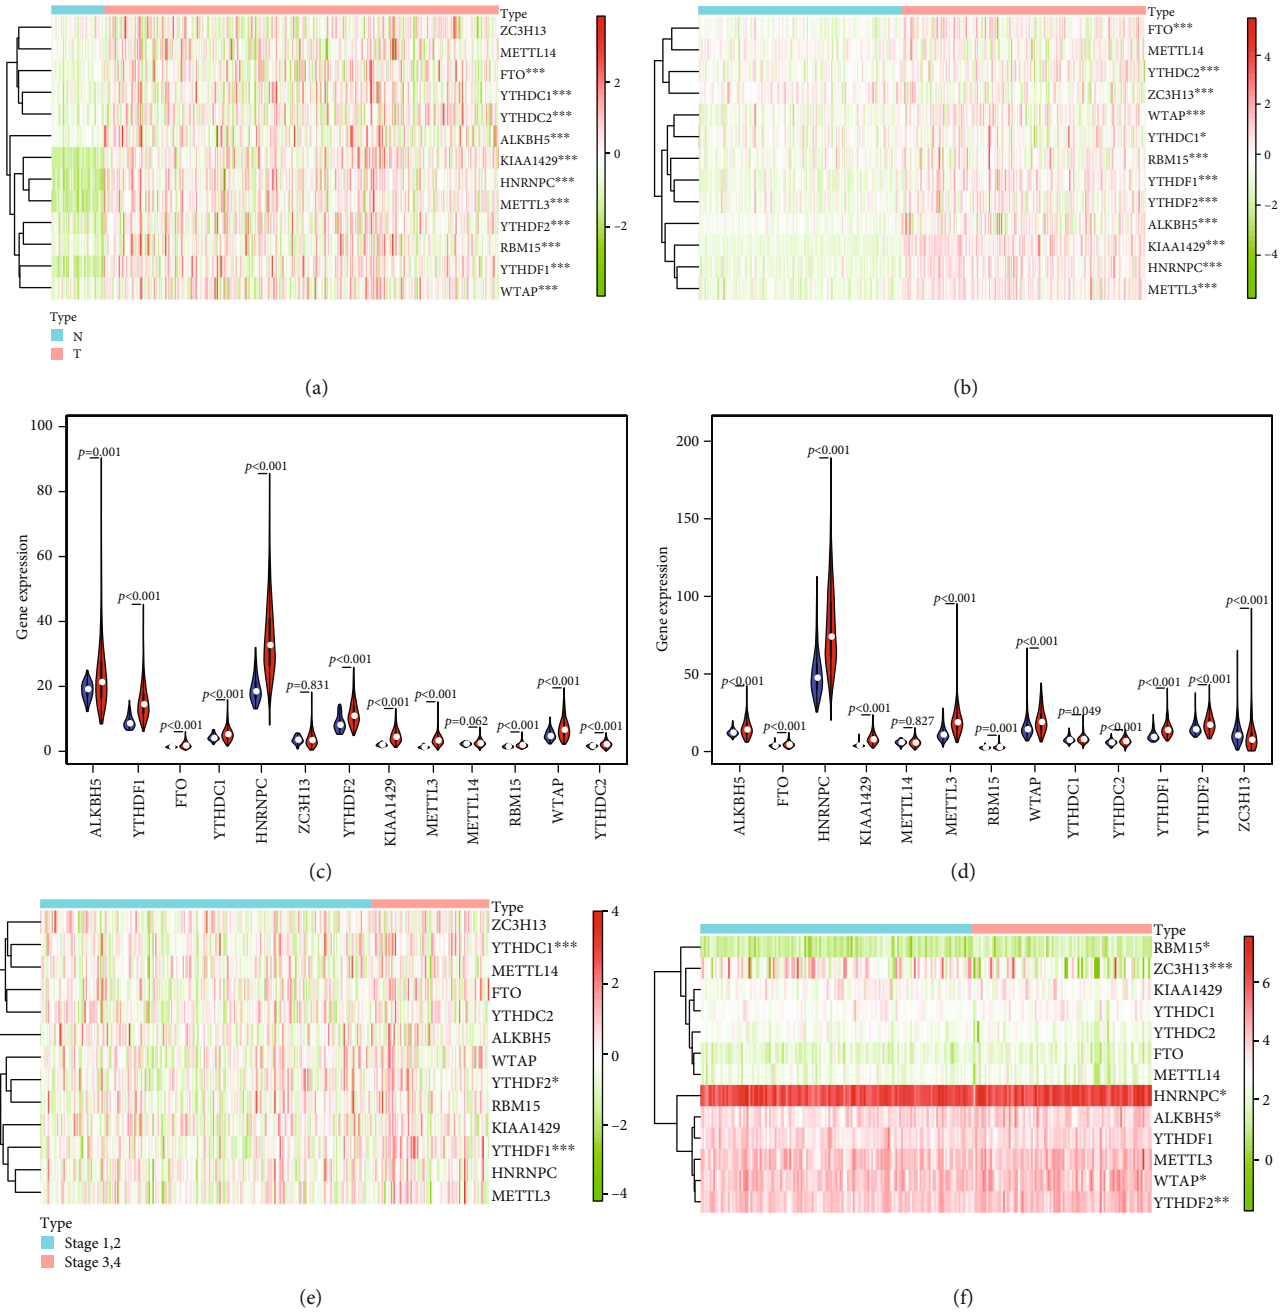 Type
ZC3H13
METTL14
FTO***
YTHDC1***
YTHDC2***
ALKBH5***
KIAA1429***
HNRNPC***
METTL3***
YTHDF2***
RBM15***
YTHDF1***
WTAP***
2
0
−2
Type
N
T
(a)
Type
FTO***
METTL14
YTHDC2***
ZC3H13***
WTAP***
YTHDC1*
RBM15***
YTHDF1***
YTHDF2***
ALKBH5***
KIAA1429***
HNRNPC***
METTL3***
4
2
0
−2
−4
(b)
Gene expression
100
80
60
40
20
0
p=0.001
p<0.001
p<0.001
p<0.001
p<0.001
p=0.831
p<0.001
p<0.001
p<0.001
p=0.062
p<0.001
p<0.001
p<0.001
ALKBH5
YTHDF1
FTO
YTHDC1
HNRNPC
ZC3H13
YTHDF2
KIAA1429
METTL3
METTL14
RBM15
WTAP
YTHDC2
(c)
Gene expression
200
150
100
50
0
p<0.001
p<0.001
p<0.001
p<0.001
p=0.827
p<0.001
p=0.001
p<0.001
p=0.049
p<0.001
p<0.001
p<0.001
p<0.001
ALKBH5
FTO
HNRNPC
KIAA1429
METTL14
METTL3
RBM15
WTAP
YTHDC1
YTHDC2
YTHDF1
YTHDF2
ZC3H13
(d)
Type
ZC3H13
YTHDC1***
METTL14
FTO
YTHDC2
ALKBH5
WTAP
YTHDF2*
RBM15
KIAA1429
YTHDF1***
HNRNPC
METTL3
4
2
0
−2
−4
Type
Stage 1,2
Stage 3,4
(e)
Type
RBM15*
ZC3H13***
KIAA1429
YTHDC1
YTHDC2
FTO
METTL14
HNRNPC*
ALKBH5*
YTHDF1
METTL3
WTAP*
YTHDF2**
6
4
2
0
(f)